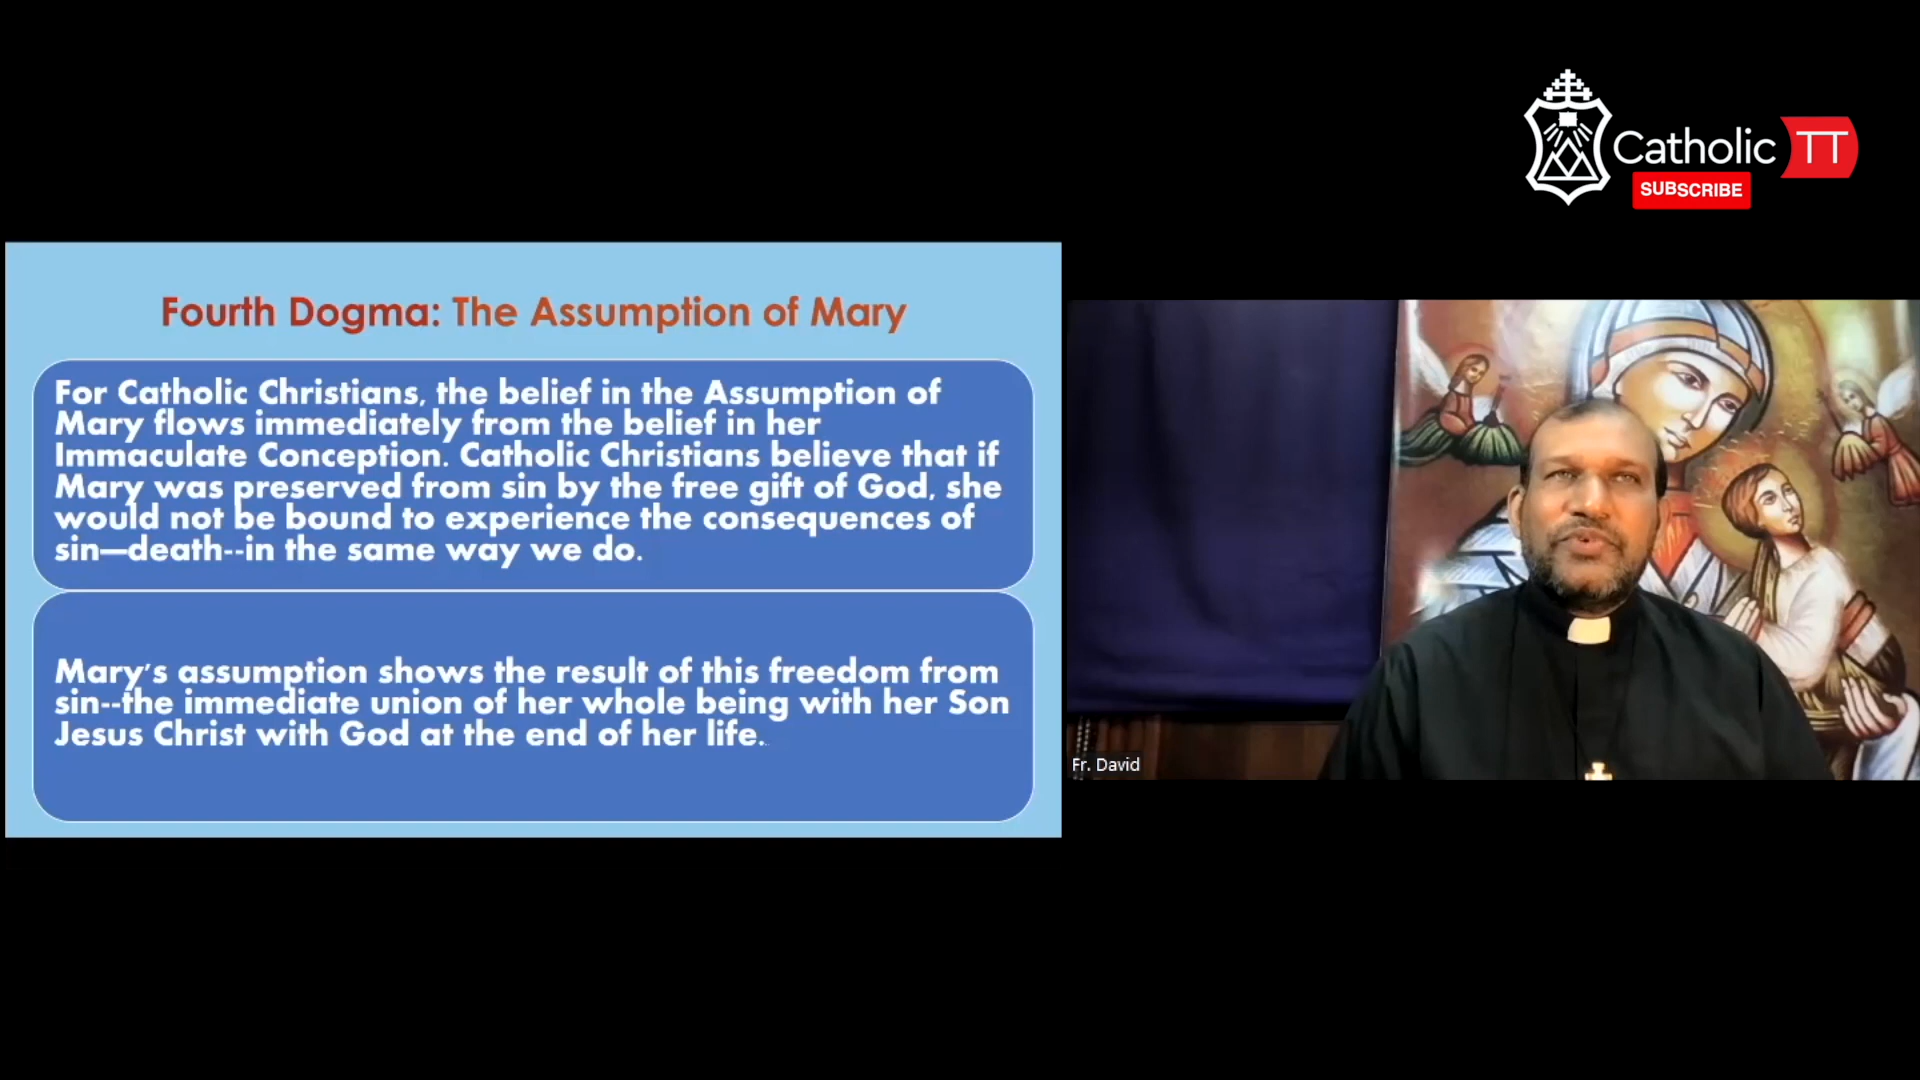 Catholic TT
SUBSCRIBE
Fourth Dogma: The Assumption of Mary
For Catholic Christians, the belief in the Assumption of
Mary flows immediately from the belief in her
Immaculate Conception. Catholic Christians believe that if
Mary was preserved from sin by the free gift of God, she
would not be bound to experience the consequences of
sin—death--in the same way we do.
Mary's assumption shows the result of this freedom from
sin--the immediate union of her whole being with her Son
Jesus Christ with God at the end of her life.
Fr. David